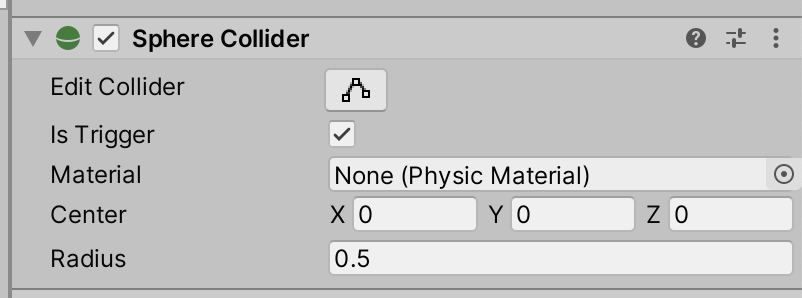 Sphere Collider
Edit Collider
Is Trigger
Material None (Physic Material)
Center X 0 Y 0 Z 0
Radius 0.5